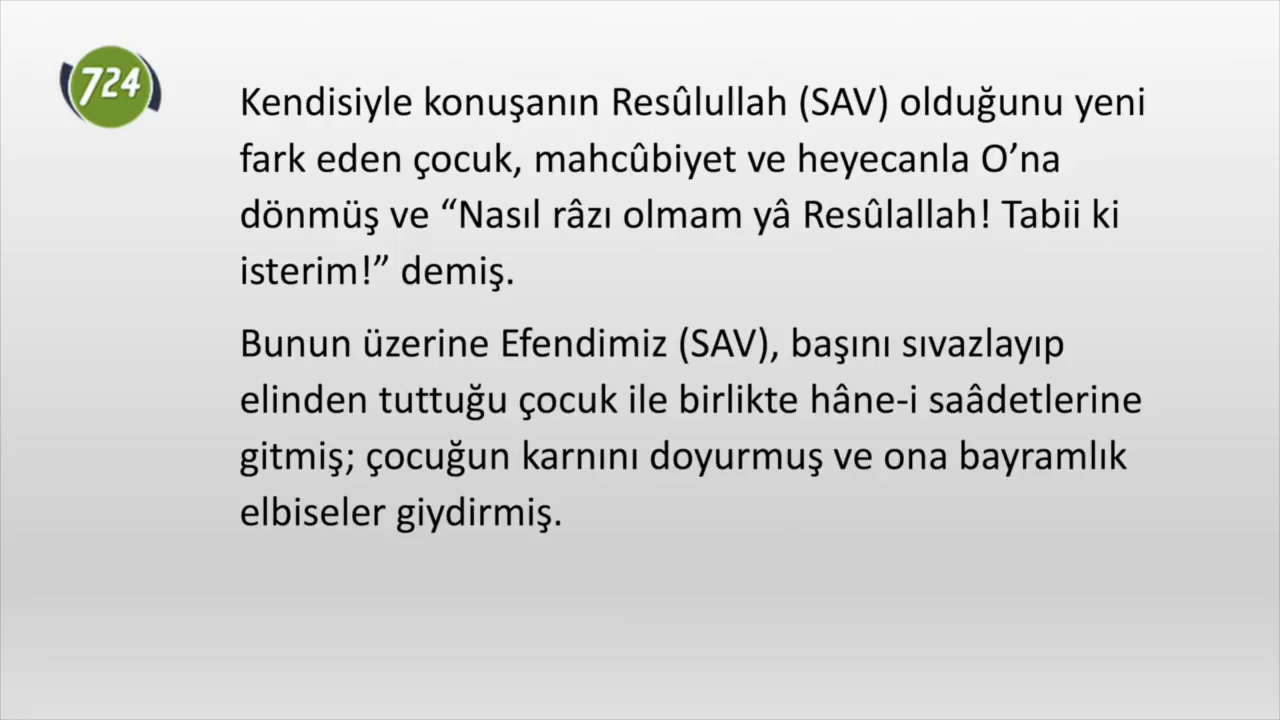 724
Kendisiyle konuşanın Resûlullah (SAV) olduğunu yeni
fark eden çocuk, mahcûbiyet ve heyecanla O’na
dönmüş ve “Nasıl râzı olmam yâ Resûlallah! Tabii ki
isterim!” demiş.
Bunun üzerine Efendimiz (SAV), başını sıvazlayıp
elinden tuttuğu çocuk ile birlikte hâne-i saâdetlerine
gitmiş; çocuğun karnını doyurmuş ve ona bayramlık
elbiseler giydirmiş.